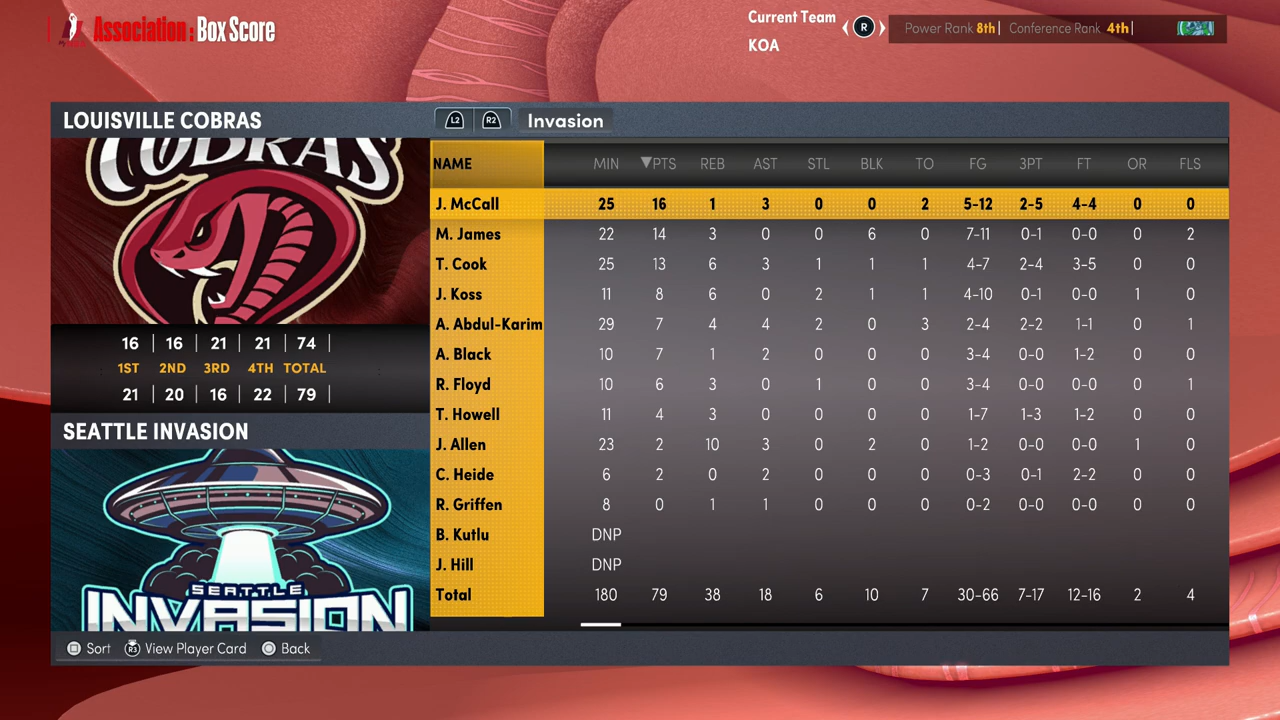 Association : Box Score
Current Team
KOA
R
Power Rank 8th | Conference Rank 4th |
LOUISVILLE COBRAS
COBRAS
16 | 16 | 21 | 21 | 74 |
1ST 2ND 3RD 4TH TOTAL
21 | 20 | 16 | 22 | 79 |
SEATTLE INVASION
SEATTLE
INVASION
L2 R2 Invasion
NAME MIN ▼PTS REB AST STL BLK TO FG 3PT FT OR FLS
J. McCall 25 16 1 3 0 0 2 5-12 2-5 4-4 0 0
M. James 22 14 3 0 0 6 0 7-11 0-1 0-0 0 2
T. Cook 25 13 6 3 1 1 1 4-7 2-4 3-5 0 0
J. Koss 11 8 6 0 2 1 1 4-10 0-1 0-0 1 0
A. Abdul-Karim 29 7 4 4 2 0 3 2-4 2-2 1-1 0 1
A. Black 10 7 1 2 0 0 0 3-4 0-0 1-2 0 0
R. Floyd 10 6 3 0 1 0 0 3-4 0-0 0-0 0 1
T. Howell 11 4 3 0 0 0 0 1-7 1-3 1-2 0 0
J. Allen 23 2 10 3 0 2 0 1-2 0-0 0-0 1 0
C. Heide 6 2 0 2 0 0 0 0-3 0-1 2-2 0 0
R. Griffen 8 0 1 1 0 0 0 0-2 0-0 0-0 0 0
B. Kutlu DNP
J. Hill DNP
Total 180 79 38 18 6 10 7 30-66 7-17 12-16 2 4
Sort R3 View Player Card Back